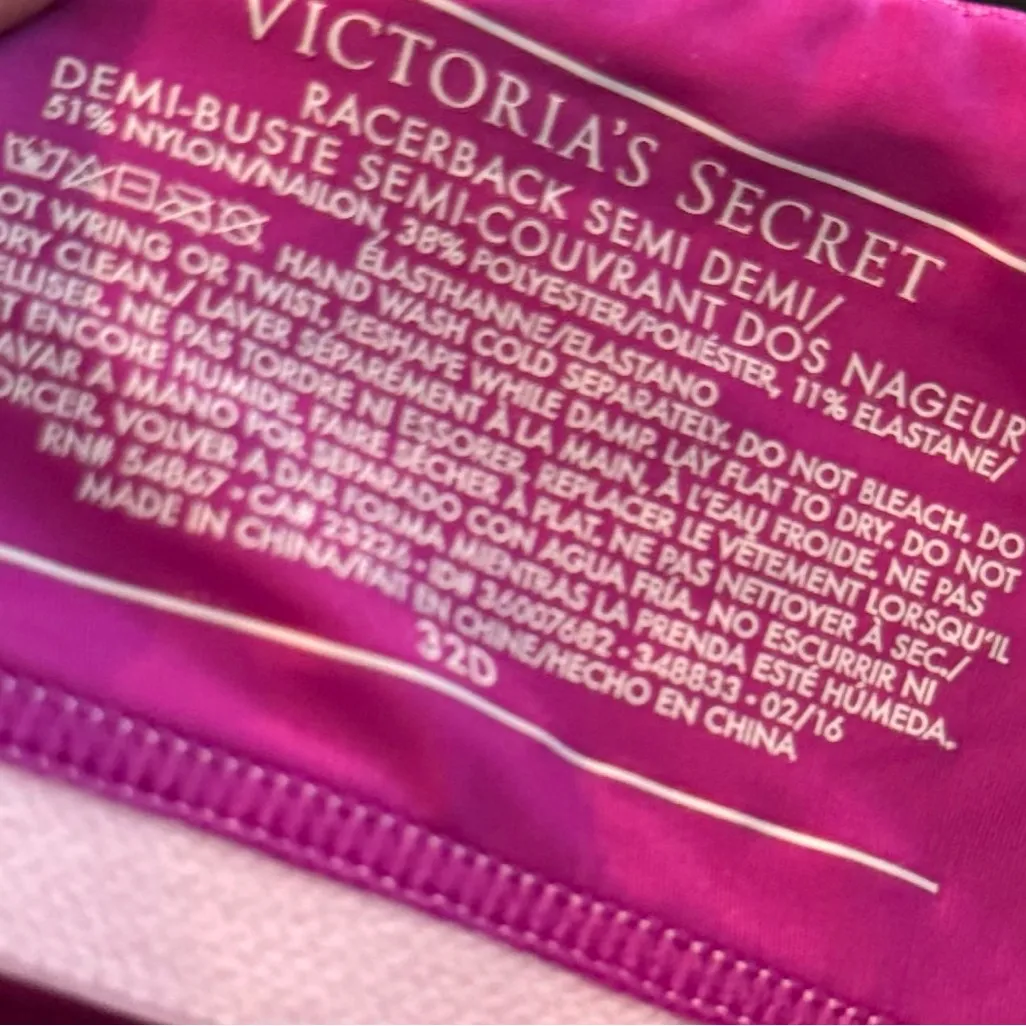 VICTORIA'S SECRET
RACERBACK SEMI DEMI/
DEMI-BUSTE SEMI-COUVRANT DOS NAGEUR
51% NYLON/NAILON, 38% POLYESTER/POLIÉSTER, 11% ELASTANE/
ÉLASTHANNE/ELASTANO
HAND WASH COLD SEPARATELY. DO NOT BLEACH. DO
OT WRING OR TWIST. RESHAPE WHILE DAMP. LAY FLAT TO DRY. DO NOT
DRY CLEAN./ LAVER SÉPARÉMENT À LA MAIN, À L'EAU FROIDE. NE PAS
ELLISER. NE PAS TORDRE NI ESSORER. REPLACER LE VÊTEMENT LORSQU'IL
T ENCORE HUMIDE. FAIRE SÉCHER À PLAT. NE PAS NETTOYER À SEC./
AVAR A MANO POR SEPARADO CON AGUA FRÍA. NO ESCURRIR NI
ORCER. VOLVER A DAR FORMA MIENTRAS LA PRENDA ESTÉ HÚMEDA.
RN# 54867 • CA# 23226 • ID# 36007682 • 348833 • 02/16
MADE IN CHINA/FAIT EN CHINE/HECHO EN CHINA
32D